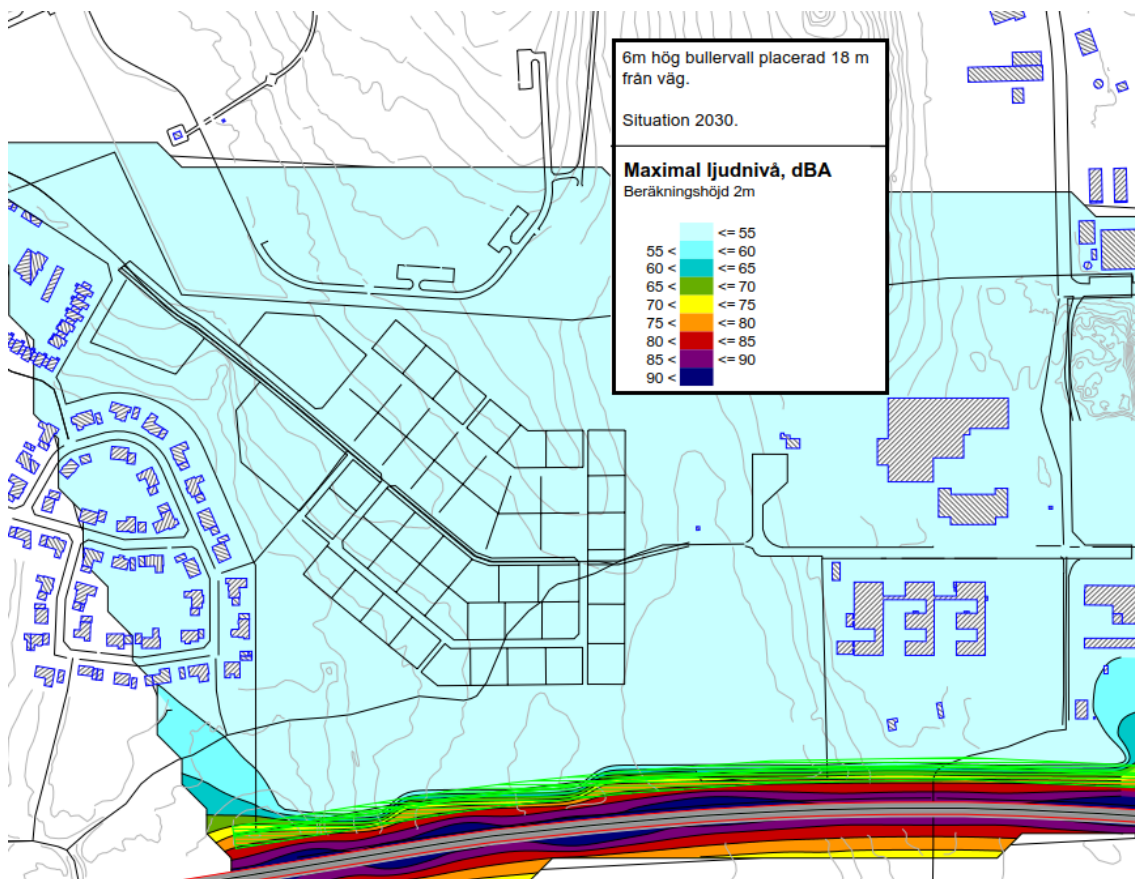 6m hög bullervall placerad 18 m
från väg.
Situation 2030.
Maximal ljudnivå, dBA
Beräkningshöjd 2m
<= 55
55 < <= 60
60 < <= 65
65 < <= 70
70 < <= 75
75 < <= 80
80 < <= 85
85 < <= 90
90 <